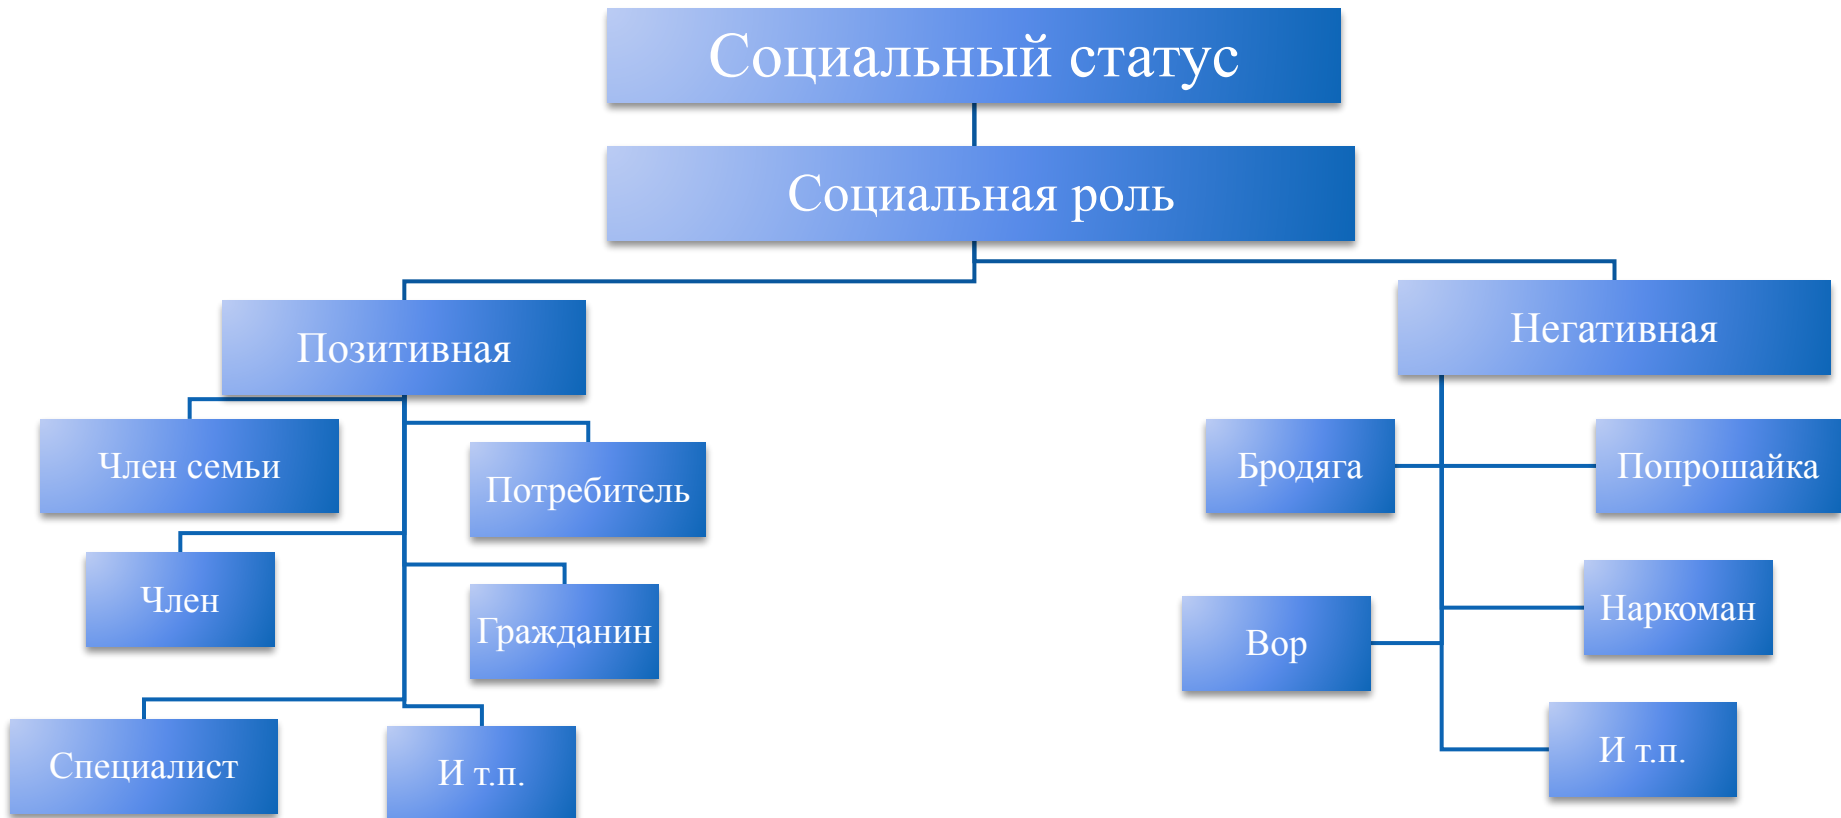 Социальный статус
Социальная роль
Позитивная
Негативная
Член семьи
Потребитель
Член
Гражданин
Специалист
И т.п.
Бродяга
Попрошайка
Вор
Наркоман
И т.п.